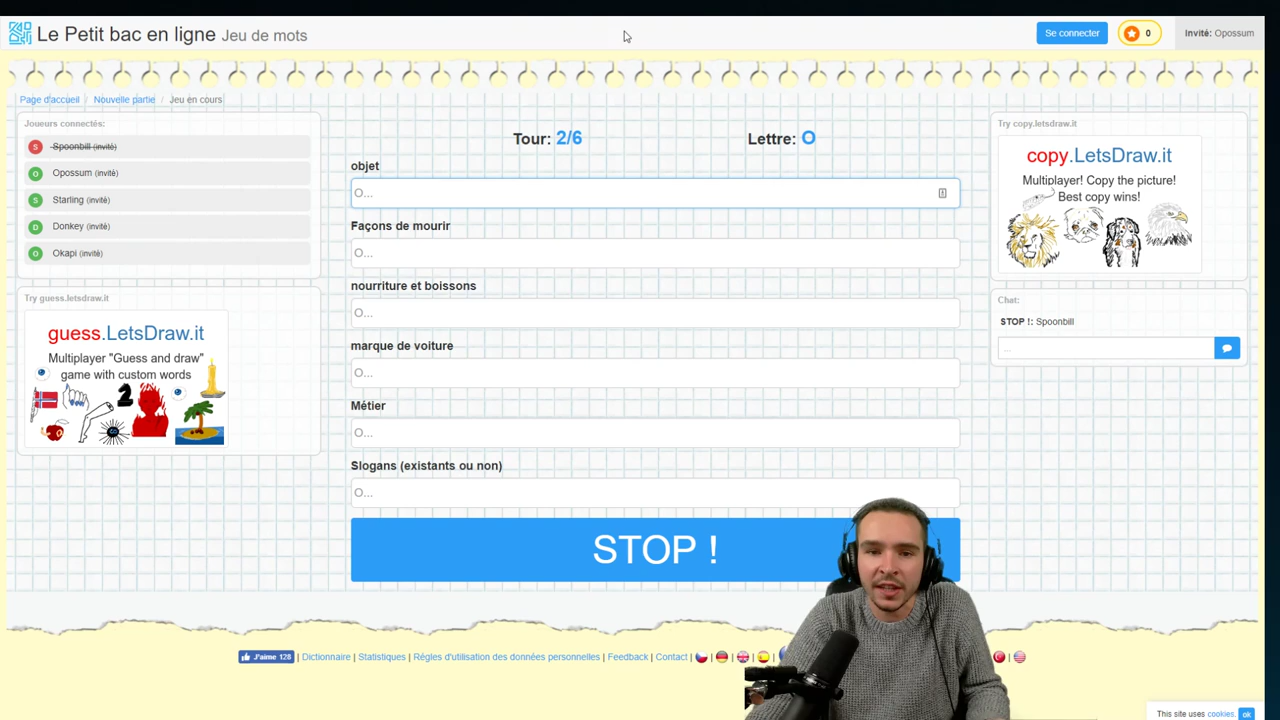 Le Petit bac en ligne Jeu de mots
Se connecter
0
Invité: Opossum
Page d'accueil / Nouvelle partie / Jeu en cours
Joueurs connectés:
S Spoonbill (invité)
O Opossum (invité)
S Starling (invité)
D Donkey (invité)
O Okapi (invité)
Try guess.letsdraw.it
guess.LetsDraw.it
Multiplayer "Guess and draw"
game with custom words
2
Tour: 2/6
Lettre: O
objet
O...
Façons de mourir
O...
nourriture et boissons
O...
marque de voiture
O...
Métier
O...
Slogans (existants ou non)
O...
STOP !
Try copy.letsdraw.it
copy.LetsDraw.it
Multiplayer! Copy the picture!
Best copy wins!
Chat:
STOP !: Spoonbill
...
J'aime 128 | Dictionnaire | Statistiques | Régles d'utilisation des données personnelles | Feedback | Contact |
This site uses cookies. ok